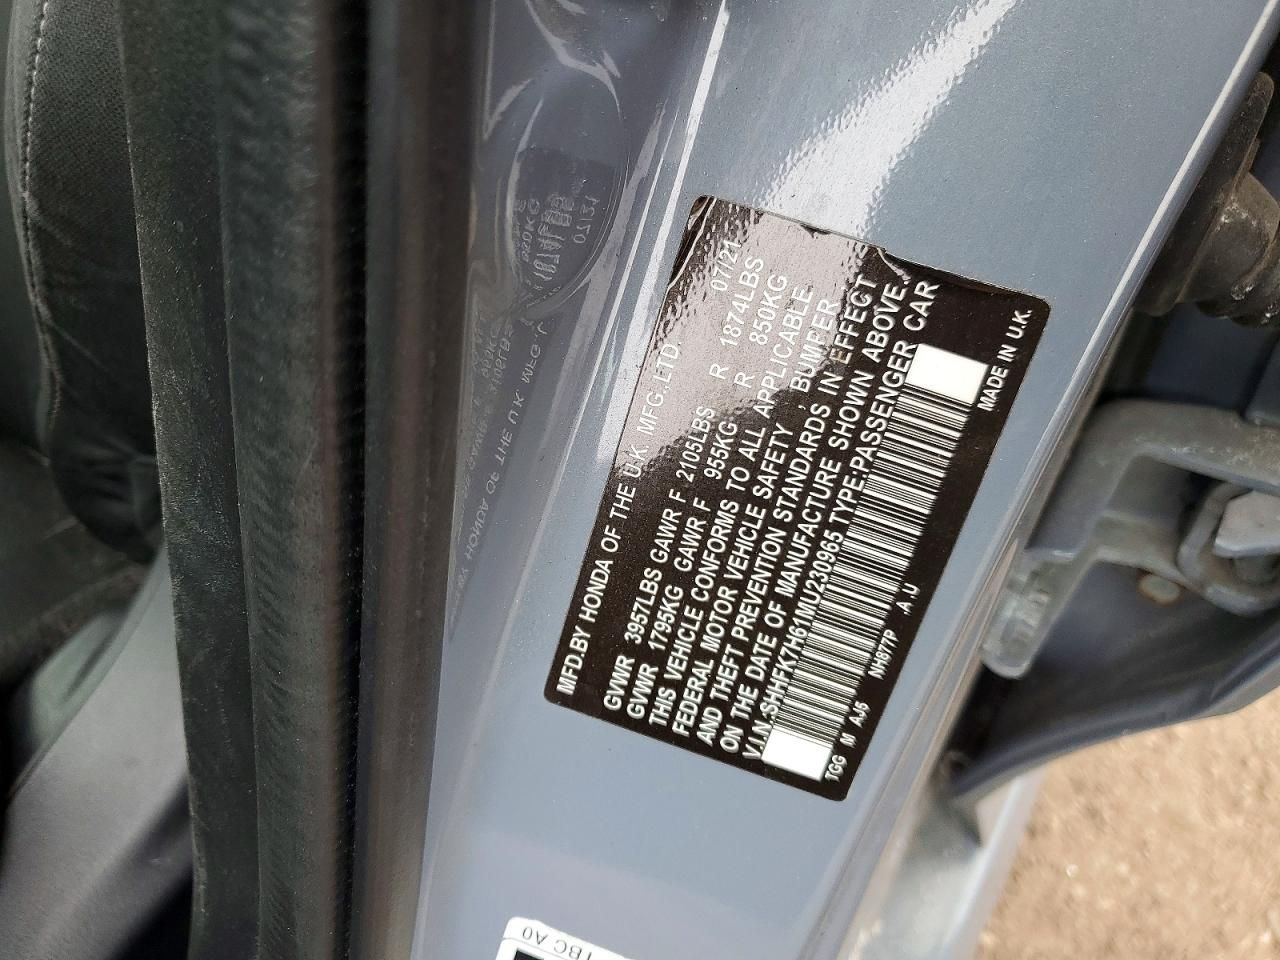 MFD.BY HONDA OF THE U.K. MFG.,LTD. 07/21
GVWR 3957LBS GAWR F 2105LBS R 1874LBS
GVWR 1795KG GAWR F 955KG R 850KG
THIS VEHICLE CONFORMS TO ALL APPLICABLE
FEDERAL MOTOR VEHICLE SAFETY , BUMPER
AND THEFT PREVENTION STANDARDS IN EFFECT
ON THE DATE OF MANUFACTURE SHOWN ABOVE.
V.I.N.SHHFK7H61MU230965 TYPE:PASSENGER CAR
TGG M AJ5 NH877P A.J MADE IN U.K.
1BC A0